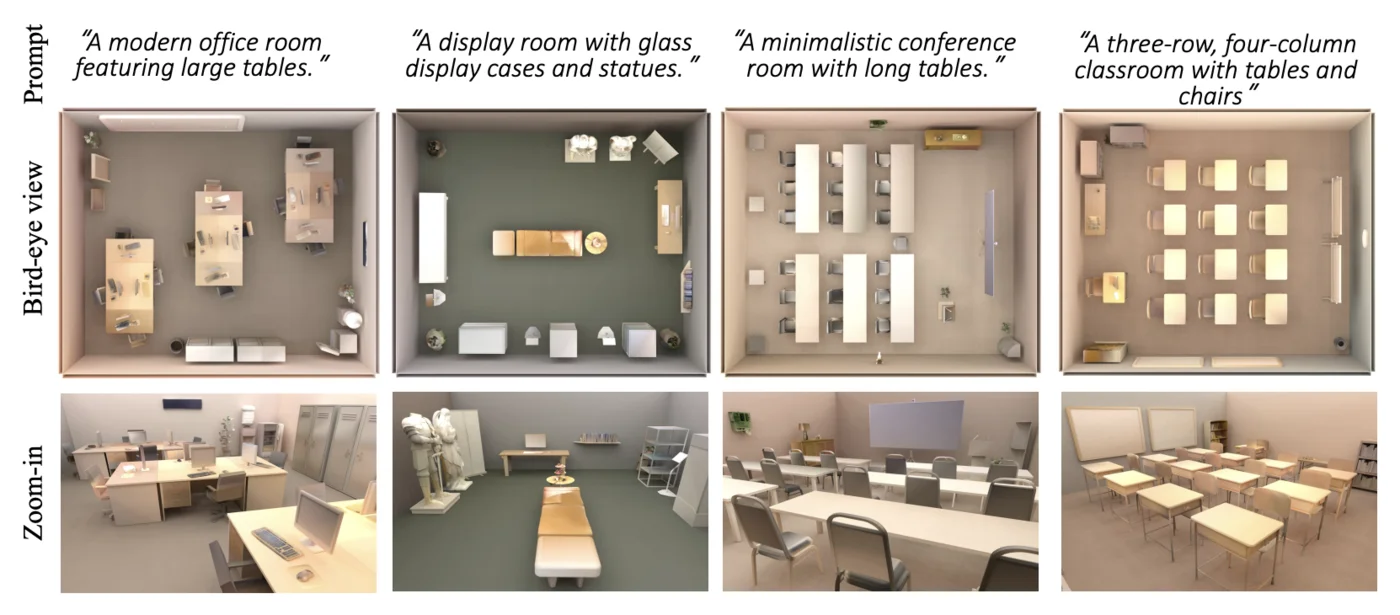 Prompt
"A modern office room
featuring large tables."
"A display room with glass
display cases and statues."
"A minimalistic conference
room with long tables."
"A three-row, four-column
classroom with tables and
chairs"
Bird-eye view
Zoom-in